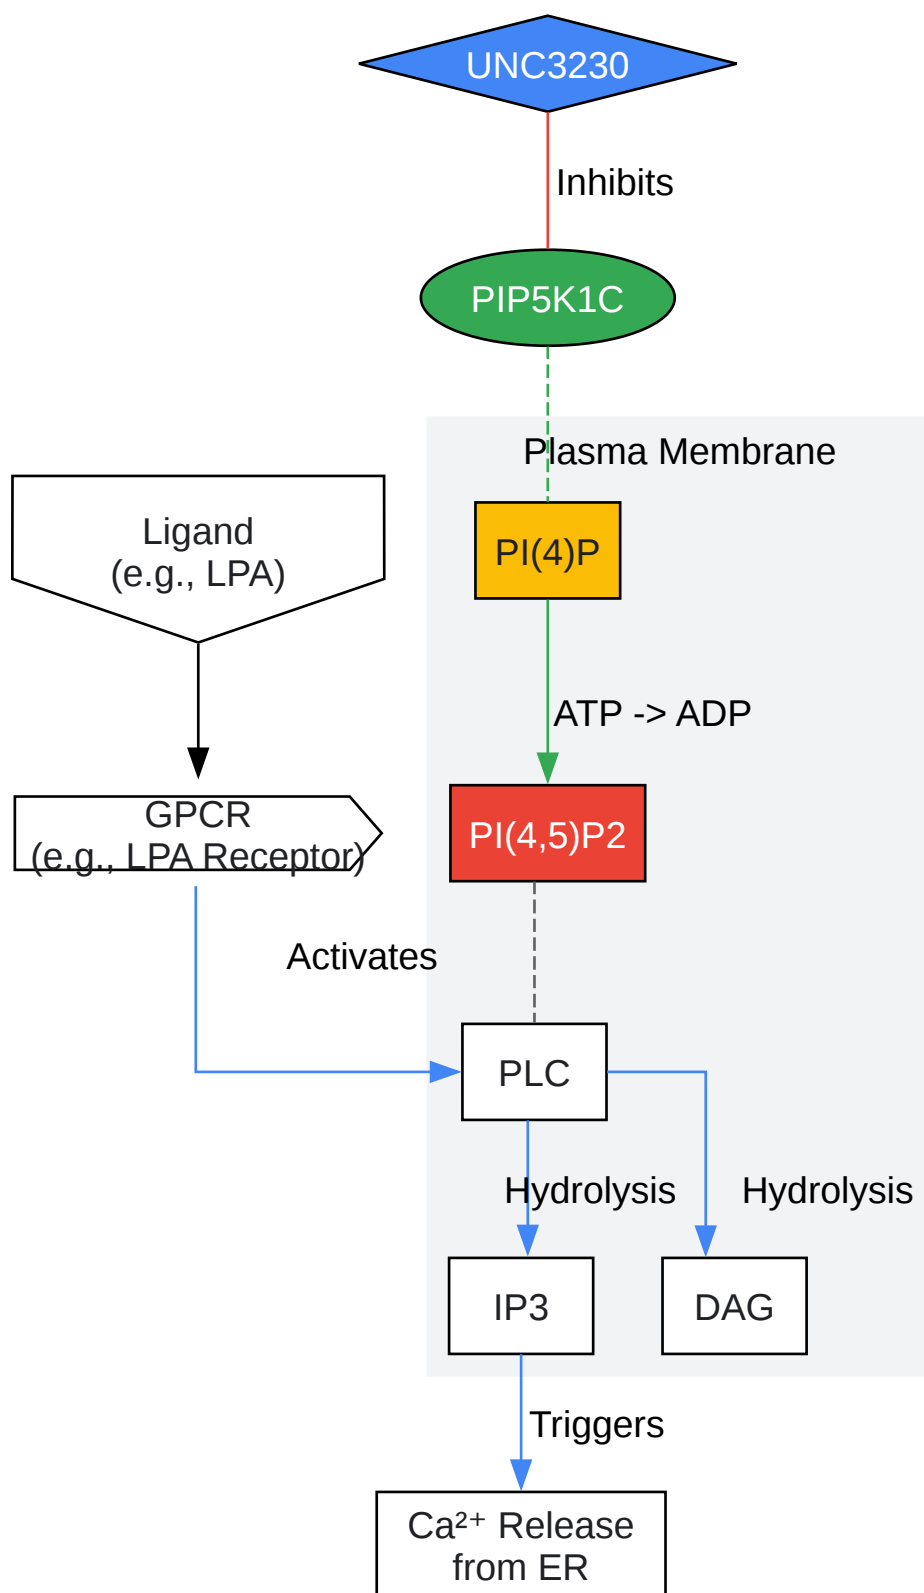 UNC3230
Inhibits
PIP5K1C
Plasma Membrane
Ligand
(e.g., LPA)
PI(4)P
ATP -> ADP
GPCR
(e.g., LPA Receptor)
PI(4,5)P2
Activates
PLC
Hydrolysis
Hydrolysis
IP3
DAG
Triggers
Ca²⁺ Release
from ER